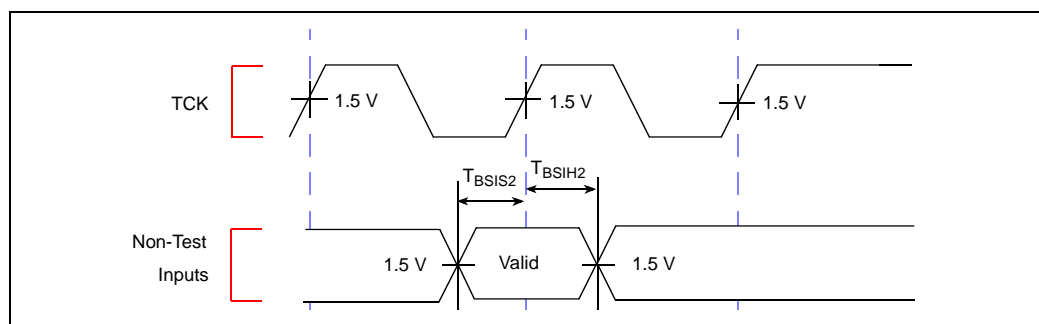 TCK
1.5 V
1.5 V
1.5 V
TBSIS2
TBSIH2
Non-Test
Inputs
1.5 V
Valid
1.5 V